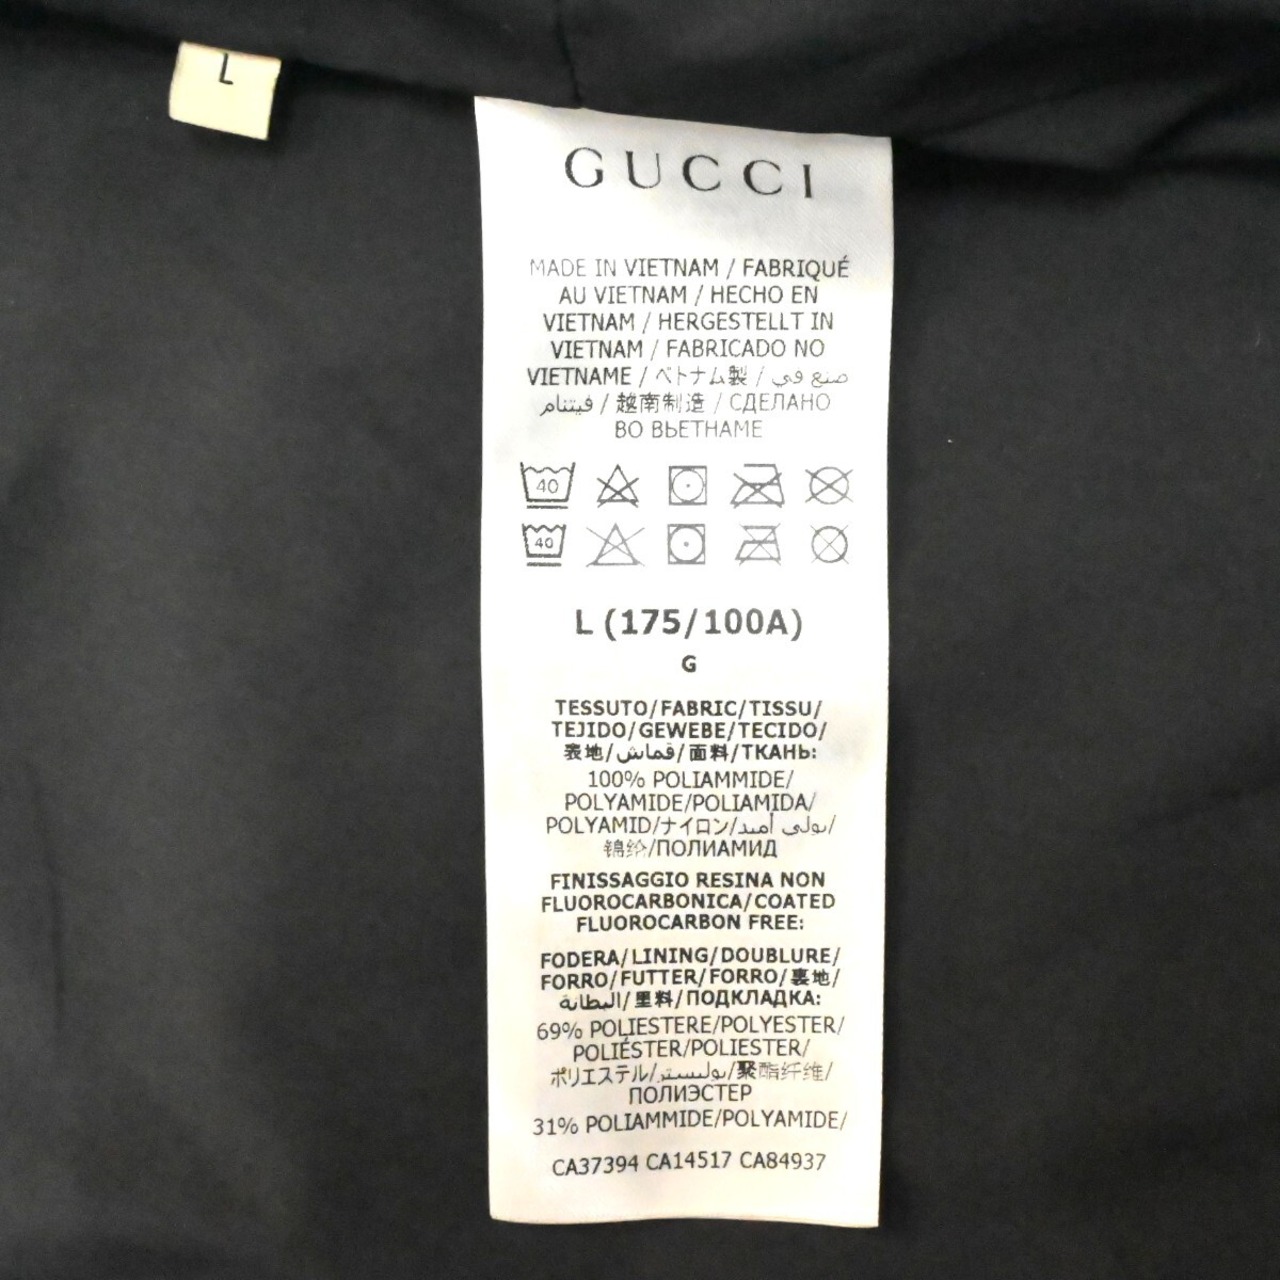 L
GUCCI
MADE IN VIETNAM / FABRIQUÉ
AU VIETNAM / HECHO EN
VIETNAM / HERGESTELLT IN
VIETNAM / FABRICADO NO
VIETNAME / ベトナム製 / صنع في
فيتنام / 越南制造 / СДЕЛАНО
ВО ВЬЕТНАМЕ
40
40
L (175/100A)
G
TESSUTO/FABRIC/TISSU/
TEJIDO/GEWEBE/TECIDO/
表地/قماش/面料/ТКАНЬ:
100% POLIAMMIDE/
POLYAMIDE/POLIAMIDA/
POLYAMID/ナイロン/بولي أميد/
锦纶/ПОЛИАМИД
FINISSAGGIO RESINA NON
FLUOROCARBONICA/COATED
FLUOROCARBON FREE:
FODERA/LINING/DOUBLURE/
FORRO/FUTTER/FORRO/裏地/
البطانة/里料/ПОДКЛАДКА:
69% POLIESTERE/POLYESTER/
POLIÉSTER/POLIESTER/
ポリエステル/بوليستر/聚酯纤维/
ПОЛИЭСТЕР
31% POLIAMMIDE/POLYAMIDE/
CA37394 CA14517 CA84937